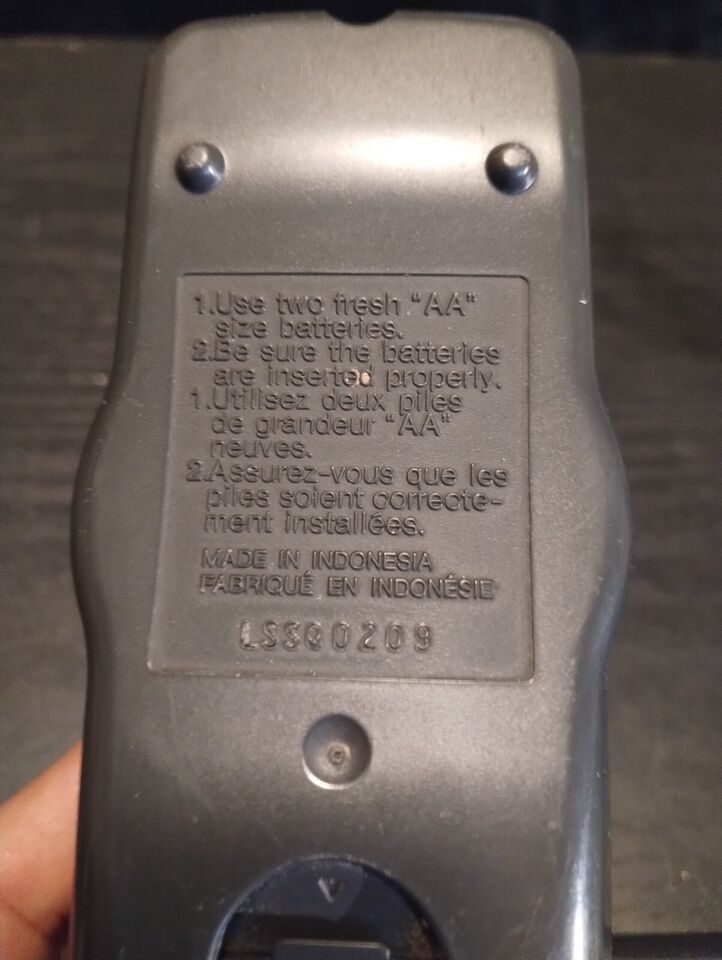 1.Use two fresh "AA"
size batteries.
2.Be sure the batteries
are inserted properly.
1.Utilisez deux piles
de grandeur "AA"
neuves.
2.Assurez-vous que les
piles soient correcte-
ment installées.
MADE IN INDONESIA
FABRIQUÉ EN INDONÉSIE
LSSQ0209